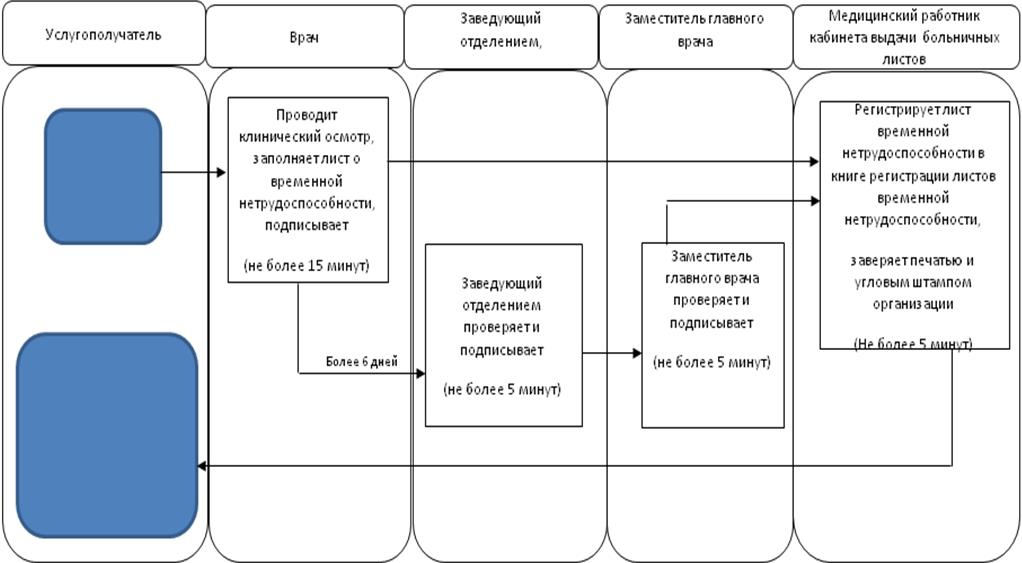 Услугополучатель
Врач
Заведующий
отделением,
Заместитель главного
врача
Медицинский работник
кабинета выдачи больничных
листов
Проводит
клинический осмотр,
заполняет лист о
временной
нетрудоспособности,
подписывает
(не более 15 минут)
Более 6 дней
Заведующий
отделением
проверяет и
подписывает
(не более 5 минут)
Заместитель
главного врача
проверяет и
подписывает
(не более 5 минут)
Регистрирует лист
временной
нетрудоспособности в
книге регистрации листов
временной
нетрудоспособности,
заверяет печатью и
угловым штампом
организации
(Не более 5 минут)